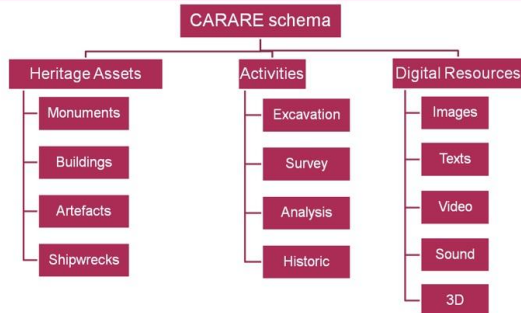 CARARE schema
Heritage Assets
Monuments
Buildings
Artefacts
Shipwrecks
Activities
Excavation
Survey
Analysis
Historic
Digital Resources
Images
Texts
Video
Sound
3D